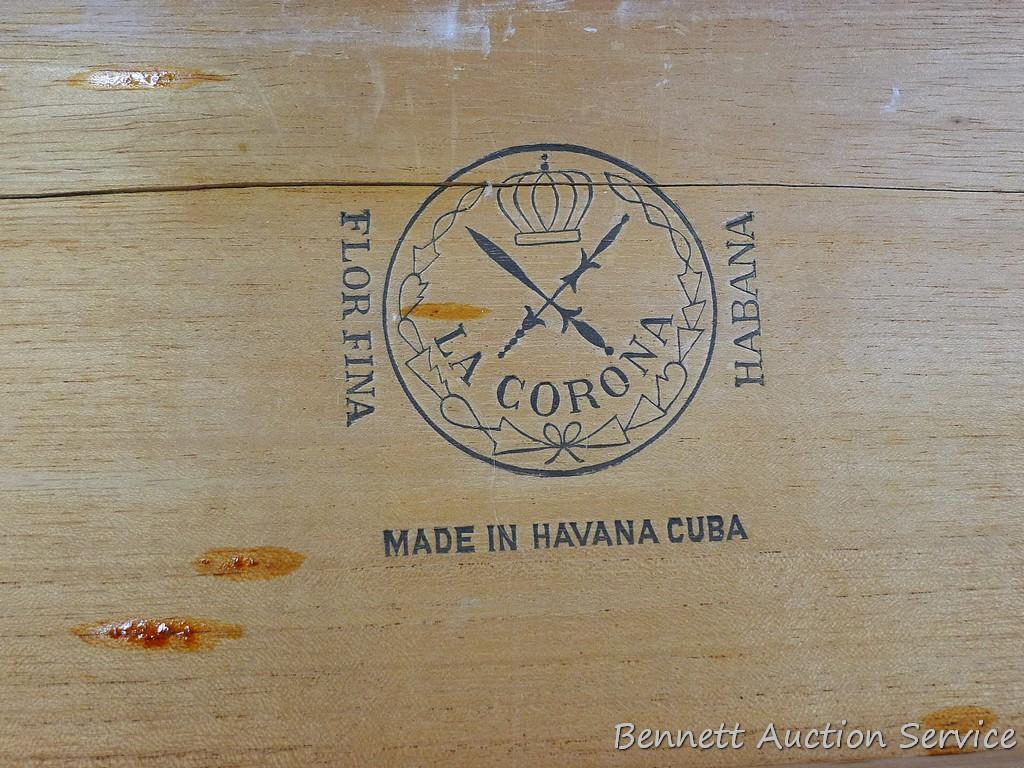 FLOR FINA
LA CORONA
HABANA
MADE IN HAVANA CUBA
Bennett Auction Service